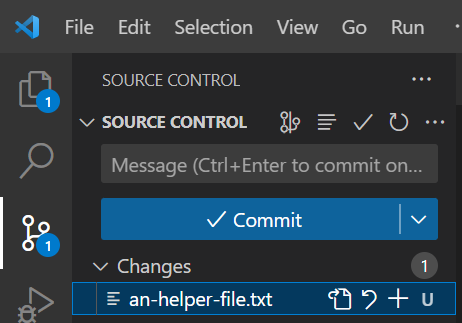 File Edit Selection View Go Run
SOURCE CONTROL ...
SOURCE CONTROL ...
1
Message (Ctrl+Enter to commit on...
Commit
1
Changes 1
an-helper-file.txt U